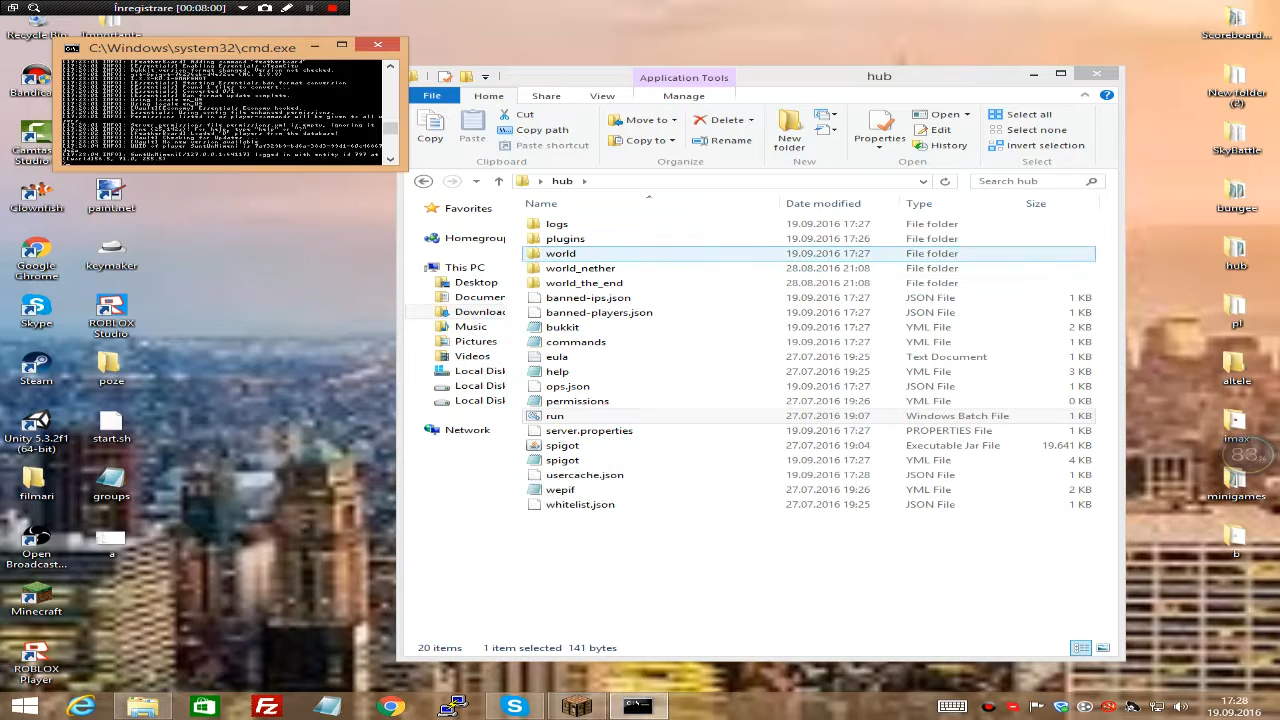 Înregistrare [00:08:00]
Recycle Bin
Bandica
Camtas
Studio
Clownfish
paint.net
Google
Chrome
keymaker
Skype
ROBLOX
Studio
Steam
poze
Unity 5.3.2f1
(64-bit)
start.sh
filmari
groups
Open
Broadcast...
a
Minecraft
ROBLOX
Player
C:\Windows\system32\cmd.exe
Application Tools
hub
File
Home
Share
View
Manage
Copy
Paste
Cut
Copy path
Paste shortcut
Clipboard
Move to
Copy to
Delete
Rename
Organize
New
folder
New
Properties
Open
Edit
History
Open
Select all
Select none
Invert selection
Select
hub
Search hub
Favorites
Homegroup
This PC
Desktop
Documen
Downloac
Music
Pictures
Videos
Local Disk
Local Disk
Local Disk
Network
Name
Date modified
Type
Size
logs 19.09.2016 17:27 File folder
plugins 19.09.2016 17:26 File folder
world 19.09.2016 17:27 File folder
world_nether 28.08.2016 21:08 File folder
world_the_end 28.08.2016 21:08 File folder
banned-ips.json 19.09.2016 17:27 JSON File 1 KB
banned-players.json 19.09.2016 17:27 JSON File 1 KB
bukkit 19.09.2016 17:27 YML File 2 KB
commands 19.09.2016 17:27 YML File 1 KB
eula 27.07.2016 19:25 Text Document 1 KB
help 27.07.2016 19:25 YML File 3 KB
ops.json 19.09.2016 17:27 JSON File 1 KB
permissions 27.07.2016 19:26 YML File 0 KB
run 27.07.2016 19:07 Windows Batch File 1 KB
server.properties 19.09.2016 17:27 PROPERTIES File 1 KB
spigot 27.07.2016 19:04 Executable Jar File 19.641 KB
spigot 19.09.2016 17:27 YML File 4 KB
usercache.json 19.09.2016 17:28 JSON File 1 KB
wepif 27.07.2016 19:26 YML File 2 KB
whitelist.json 27.07.2016 19:25 JSON File 1 KB
20 items
1 item selected 141 bytes
Scoreboard...
New folder
(2)
SkyBattle
bungee
hub
pl
altele
imax
83%
minigames
b
17:28
19.09.2016